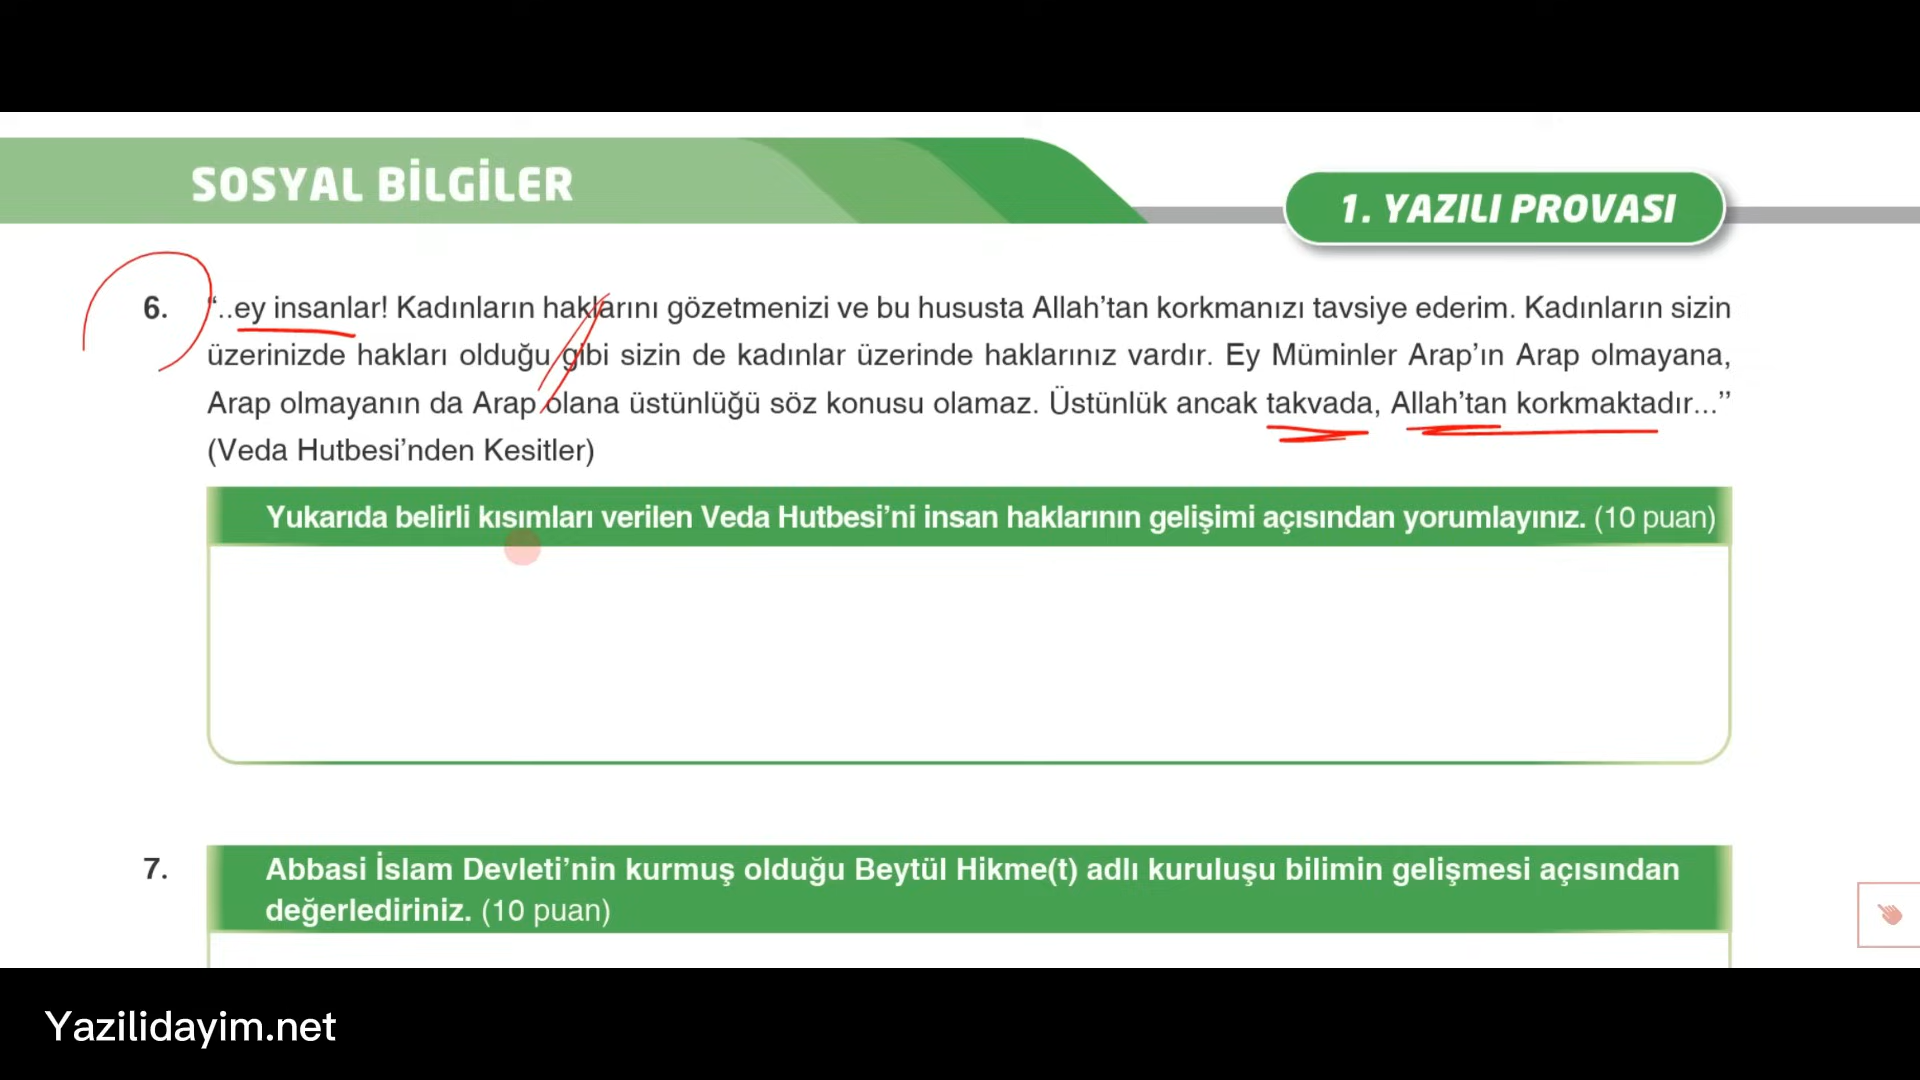 SOSYAL BİLGİLER
1. YAZILI PROVASI
6. “..ey insanlar! Kadınların haklarını gözetmenizi ve bu hususta Allah’tan korkmanızı tavsiye ederim. Kadınların sizin
üzerinizde hakları olduğu gibi sizin de kadınlar üzerinde haklarınız vardır. Ey Müminler Arap’ın Arap olmayana,
Arap olmayanın da Arap olana üstünlüğü söz konusu olamaz. Üstünlük ancak takvada, Allah’tan korkmaktadır...’’
(Veda Hutbesi’nden Kesitler)
Yukarıda belirli kısımları verilen Veda Hutbesi’ni insan haklarının gelişimi açısından yorumlayınız. (10 puan)
7. Abbasi İslam Devleti’nin kurmuş olduğu Beytül Hikme(t) adlı kuruluşu bilimin gelişmesi açısından
değerlediriniz. (10 puan)
Yazilidayim.net